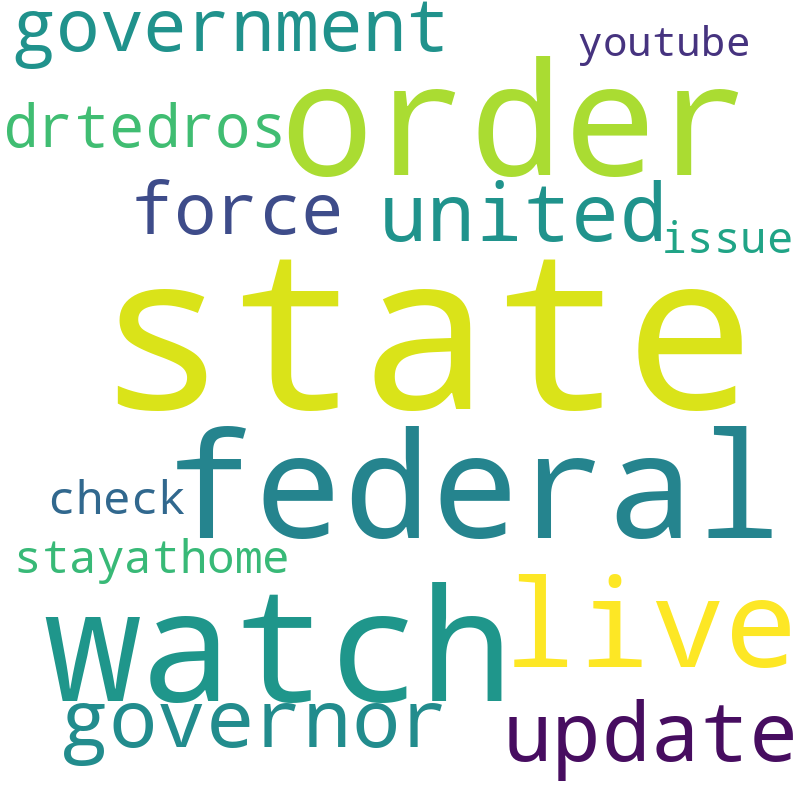 government
youtube
order
drtedros
force
united
issue
state
federal
check
stayathome
live
watch
governor
update